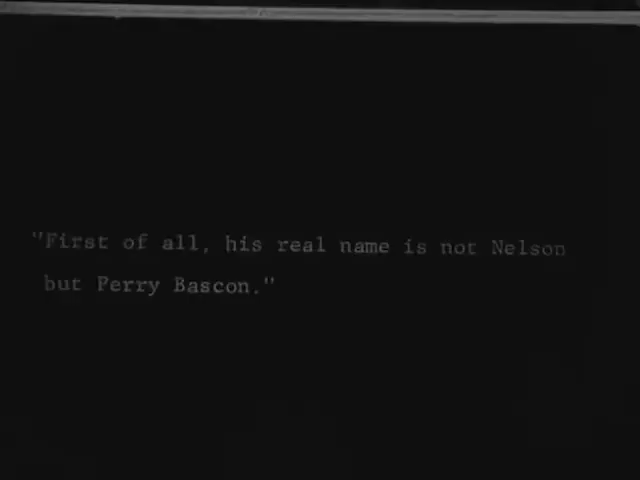 "First of all, his real name is not Nelson
but Perry Bascon."